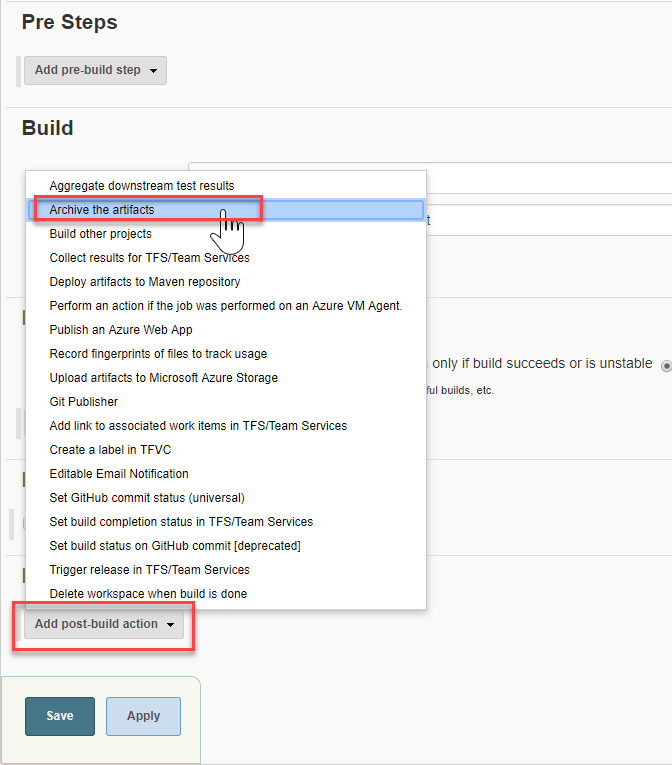 Pre Steps
Add pre-build step
Build
Aggregate downstream test results
Archive the artifacts
Build other projects
Collect results for TFS/Team Services
Deploy artifacts to Maven repository
Perform an action if the job was performed on an Azure VM Agent.
Publish an Azure Web App
Record fingerprints of files to track usage
only if build succeeds or is unstable
Upload artifacts to Microsoft Azure Storage
ful builds, etc.
Git Publisher
Add link to associated work items in TFS/Team Services
Create a label in TFVC
Editable Email Notification
Set GitHub commit status (universal)
Set build completion status in TFS/Team Services
Set build status on GitHub commit [deprecated]
Trigger release in TFS/Team Services
Delete workspace when build is done
Add post-build action
Save Apply